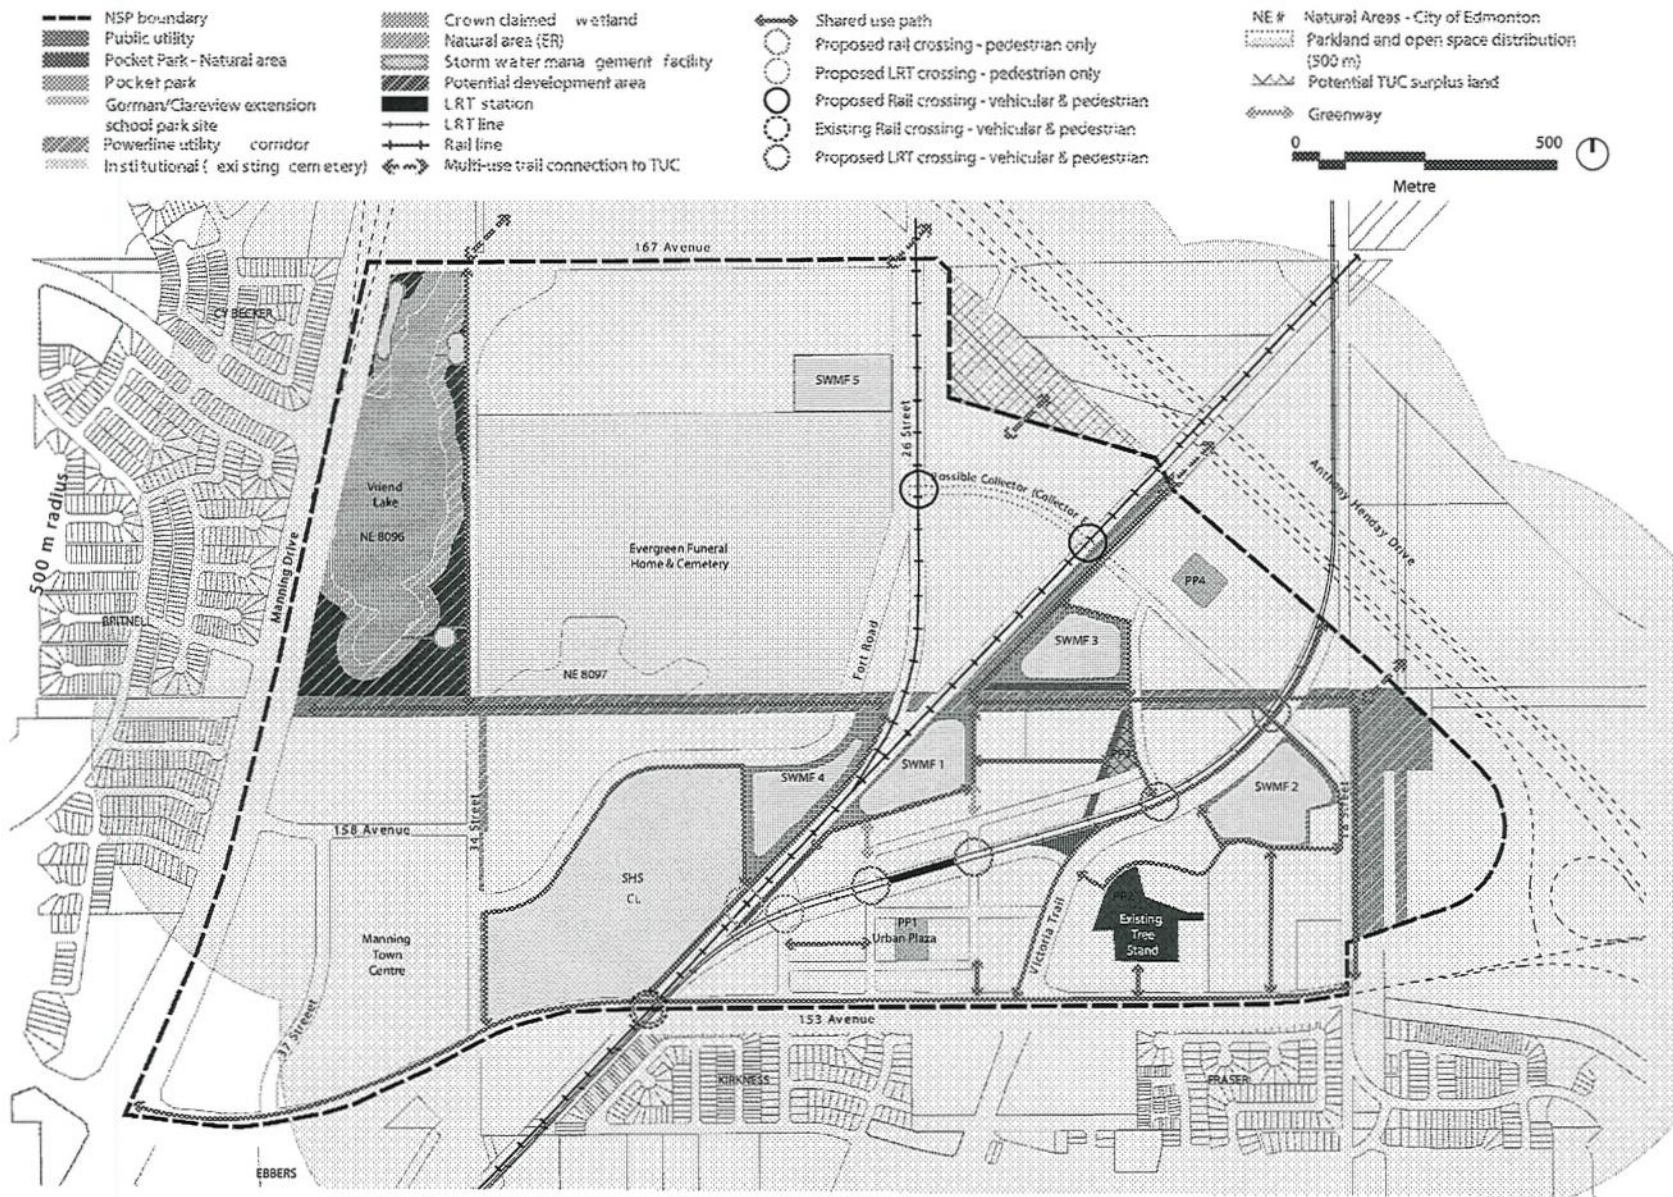 NSP boundary
Public utility
Pocket Park - Natural area
Pocket park
Gorman/Clareview extension
school park site
Powerline utility corridor
Institutional ( existing cemetery)
Crown claimed wetland
Natural area (ER)
Storm water mana gement facility
Potential development area
LRT station
LRT line
Rail line
Multi-use trail connection to TUC
Shared use path
Proposed rail crossing - pedestrian only
Proposed LRT crossing - pedestrian only
Proposed Rail crossing - vehicular & pedestrian
Existing Rail crossing - vehicular & pedestrian
Proposed LRT crossing - vehicular & pedestrian
NE # Natural Areas - City of Edmonton
Parkland and open space distribution
(500 m)
Potential TUC surplus land
Greenway
0 500
Metre
167 Avenue
CY BECKER
SWMF 5
26 Street
Possible Collector (Collector
Anthony Henday Drive
500 m radius
Vriend
Lake
NE 8096
Manning Drive
Evergreen Funeral
Home & Cemetery
PP4
BRITNELL
SWMF 3
Fort Road
NE 8097
PP3
SWMF 4
SWMF 1
SWMF 2
18 Street
158 Avenue
34 Street
SHS
CL
PP2
Existing
Tree
Stand
PP1
Urban Plaza
Victoria Trail
Manning
Town
Centre
37 Streeet
153 Avenue
KIRKNESS
FRASER
EBBERS